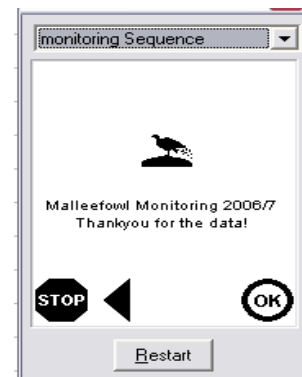 monitoring Sequence
Malleefowl Monitoring 2006/7
Thankyou for the data!
STOP
OK
Restart